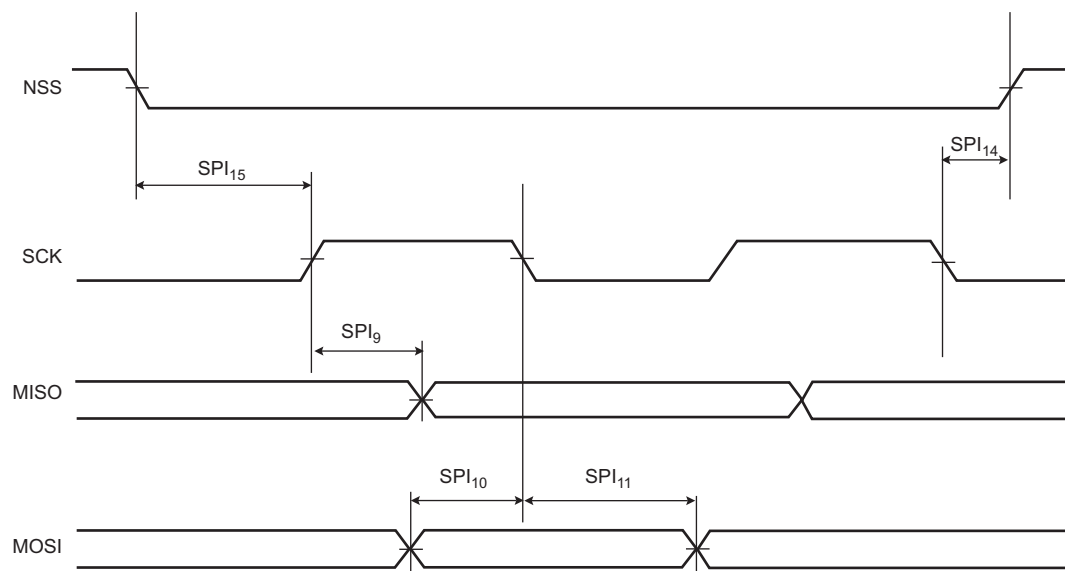 NSS
SPI₁₄
SPI₁₅
SCK
SPI₉
MISO
SPI₁₀ SPI₁₁
MOSI